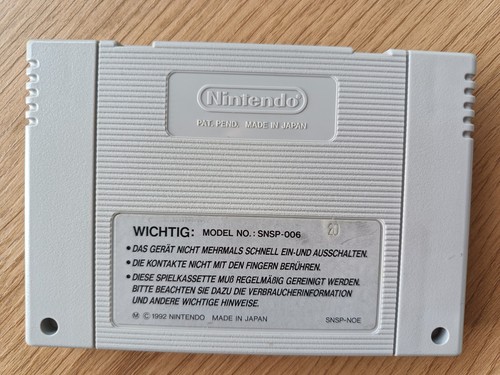 Nintendo®
PAT. PEND. MADE IN JAPAN
WICHTIG: MODEL NO.: SNSP-006
• DAS GERÄT NICHT MEHRMALS SCHNELL EIN-UND AUSSCHALTEN.
• DIE KONTAKTE NICHT MIT DEN FINGERN BERÜHREN.
• DIESE SPIELKASSETTE MUß REGELMÄßIG GEREINIGT WERDEN.
BITTE BEACHTEN SIE DAZU DIE VERBRAUCHERINFORMATION
UND ANDERE WICHTIGE HINWEISE.
Ⓜ © 1992 NINTENDO MADE IN JAPAN SNSP-NOE